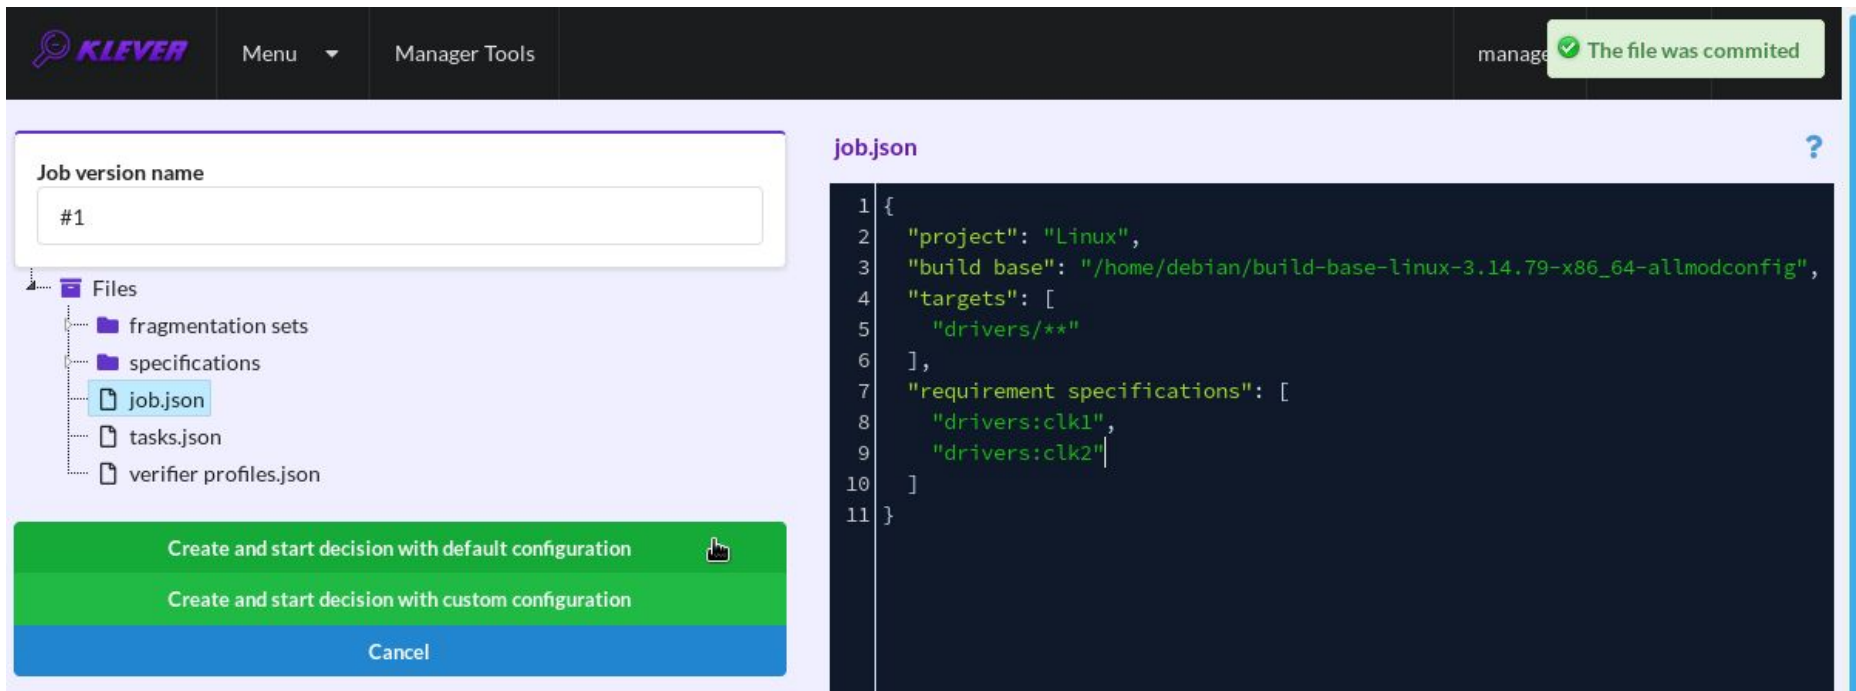 KLEVER
Menu
Manager Tools
manage
The file was commited
Job version name
#1
Files
fragmentation sets
specifications
job.json
tasks.json
verifier profiles.json
Create and start decision with default configuration
Create and start decision with custom configuration
Cancel
job.json
?
1 {
2 "project": "Linux",
3 "build base": "/home/debian/build-base-linux-3.14.79-x86_64-allmodconfig",
4 "targets": [
5 "drivers/**"
6 ],
7 "requirement specifications": [
8 "drivers:clk1",
9 "drivers:clk2"
10 ]
11 }